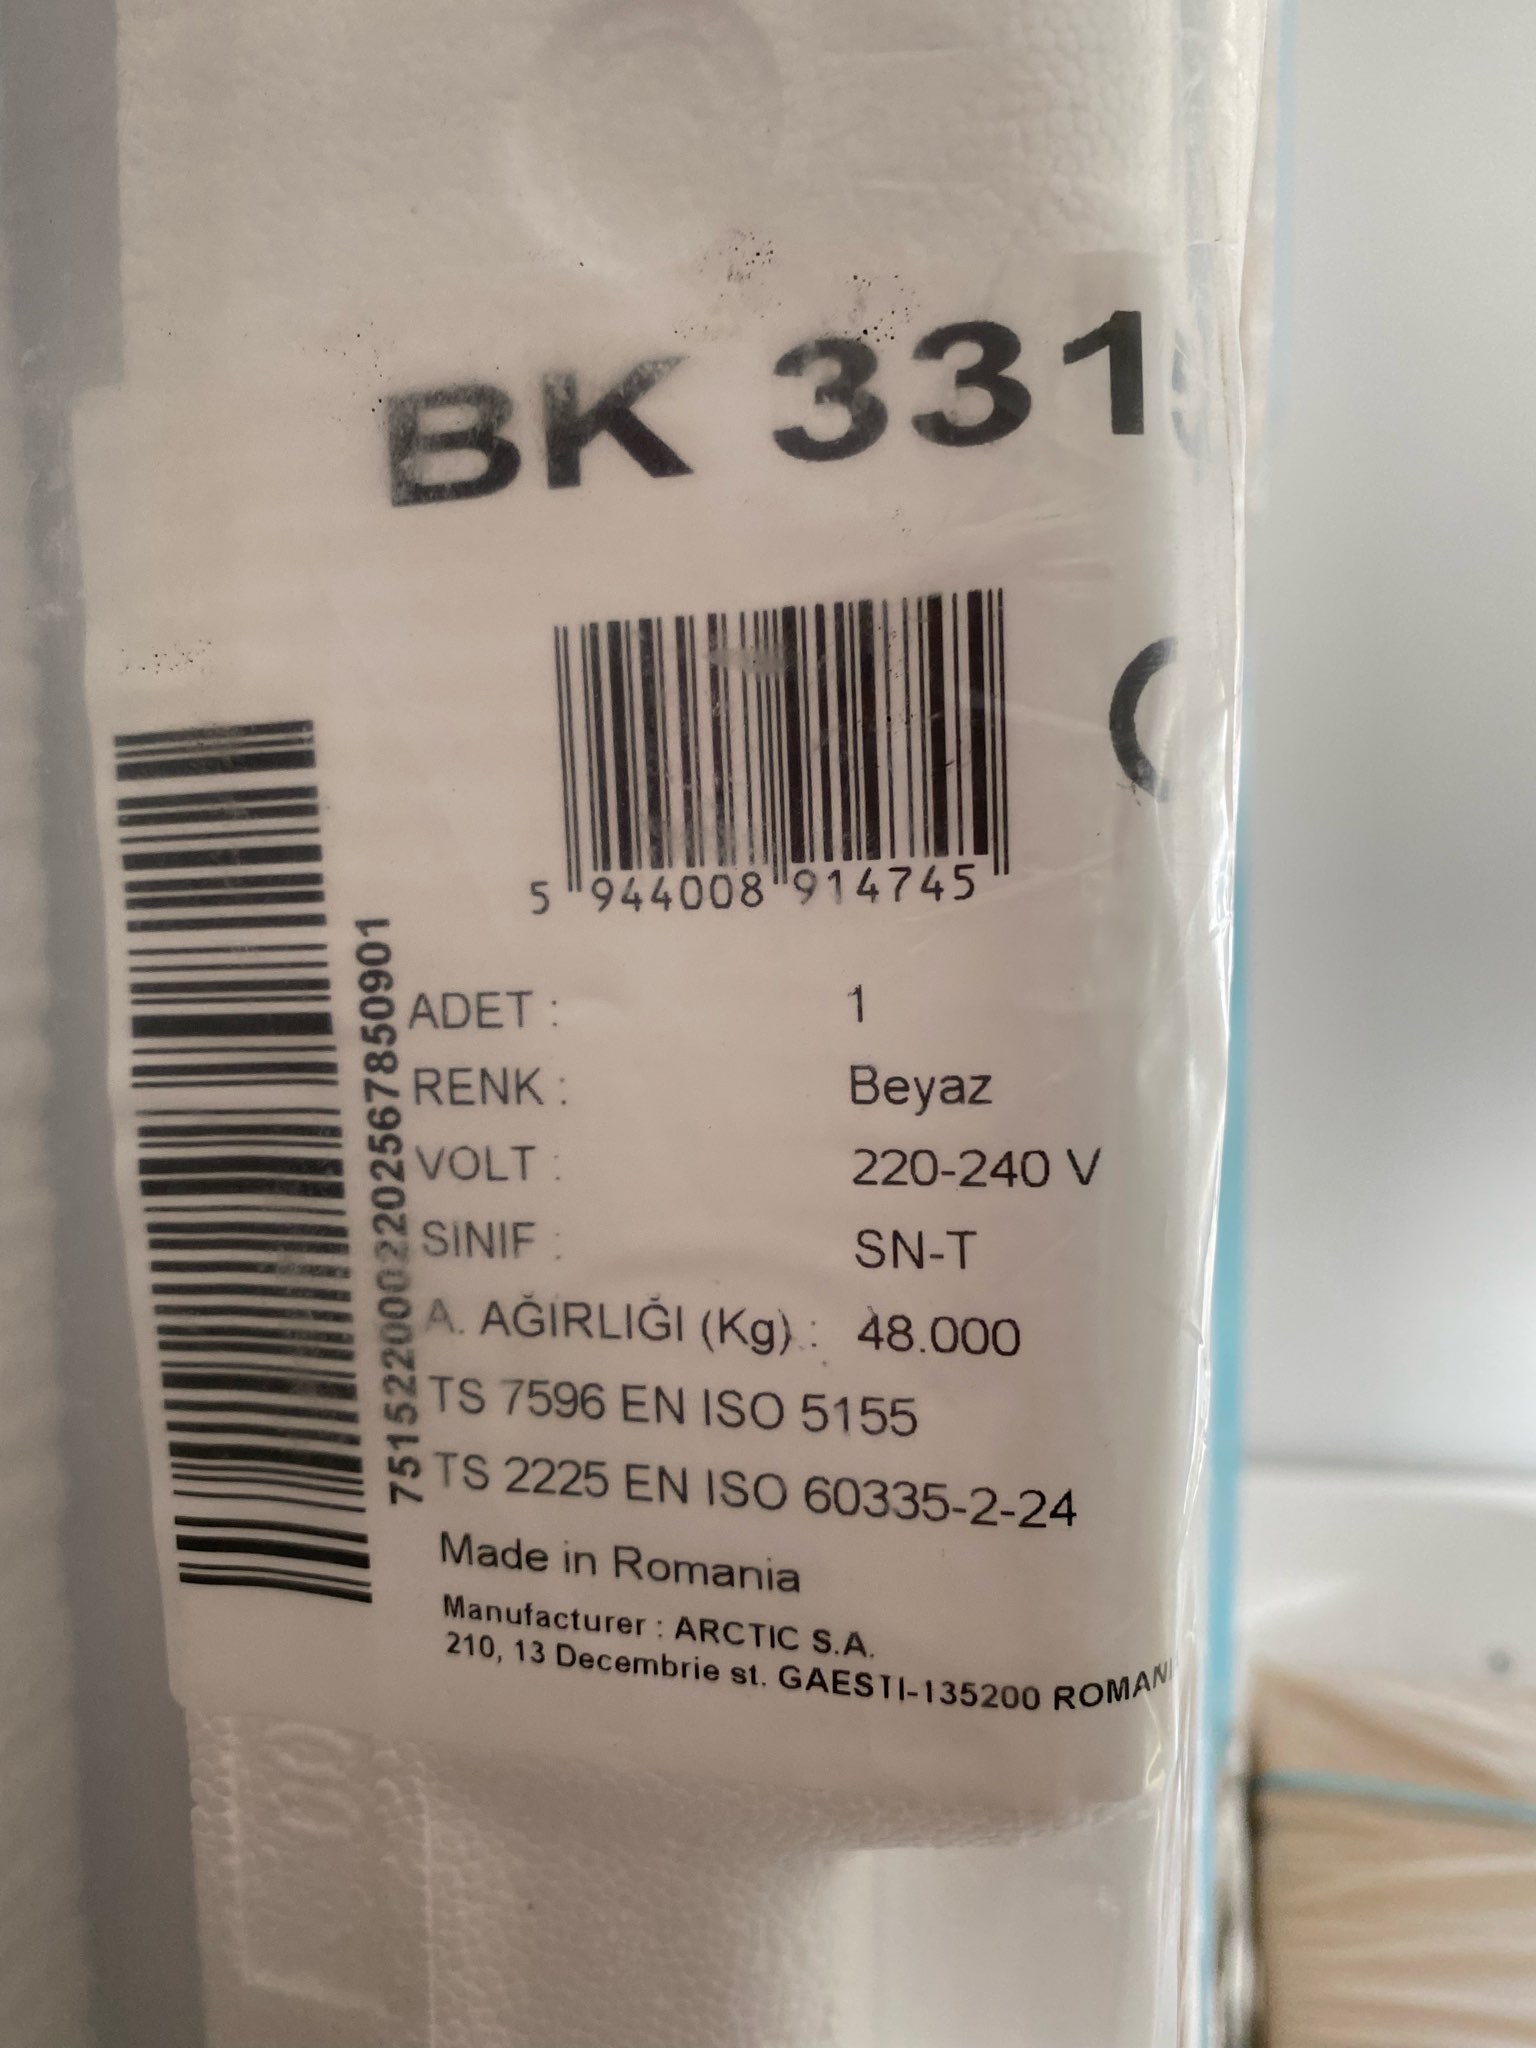 BK 331
5 944008 914745
7515220002202567850901
ADET : 1
RENK : Beyaz
VOLT : 220-240 V
SINIF : SN-T
A. AĞIRLIĞI (Kg) : 48.000
TS 7596 EN ISO 5155
TS 2225 EN ISO 60335-2-24
Made in Romania
Manufacturer : ARCTIC S.A.
210, 13 Decembrie st. GAESTI-135200 ROMANI